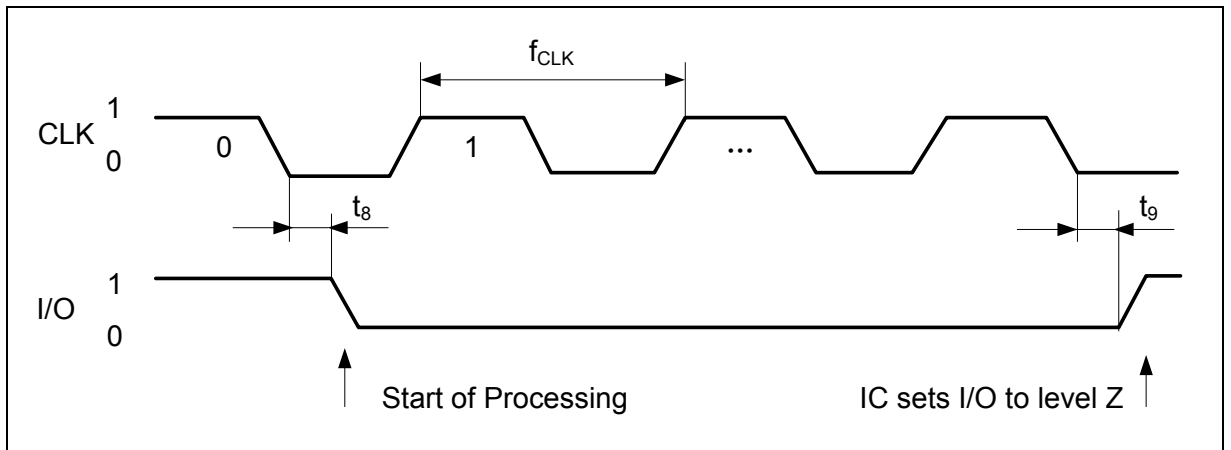 fCLK
CLK
1
0
0
1
...
t8
t9
I/O
1
0
Start of Processing
IC sets I/O to level Z